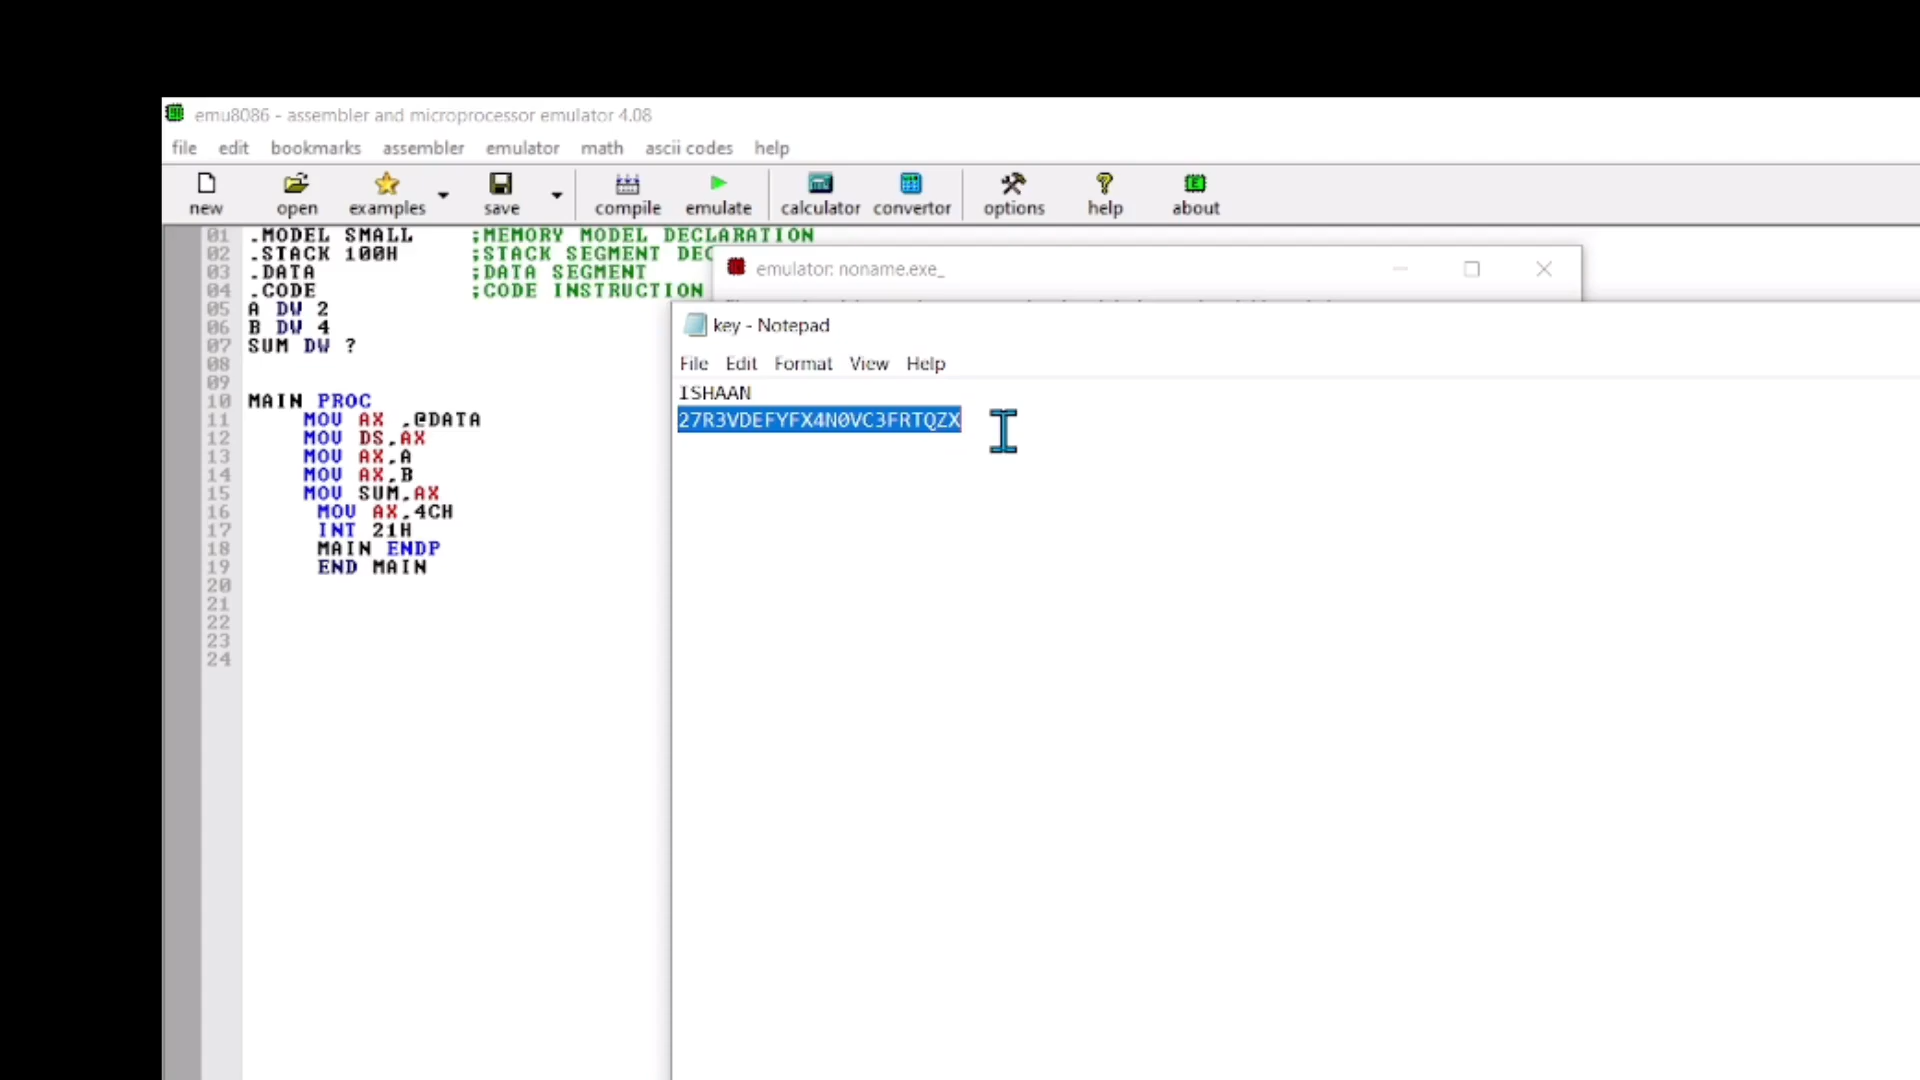 emu8086 - assembler and microprocessor emulator 4.08
file edit bookmarks assembler emulator math ascii codes help
new open examples save compile emulate calculator convertor options help about
01 .MODEL SMALL ;MEMORY MODEL DECLARATION
02 .STACK 100H ;STACK SEGMENT DEC
03 .DATA ;DATA SEGMENT
04 .CODE ;CODE INSTRUCTION
05 A DW 2
06 B DW 4
07 SUM DW ?
08
09
10 MAIN PROC
11 MOV AX ,@DATA
12 MOV DS,AX
13 MOV AX,A
14 MOV AX,B
15 MOV SUM,AX
16 MOV AX,4CH
17 INT 21H
18 MAIN ENDP
19 END MAIN
20
21
22
23
24
emulator: noname.exe_
key - Notepad
File Edit Format View Help
ISHAAN
27R3VDEFYFX4N0VC3FRTQZX